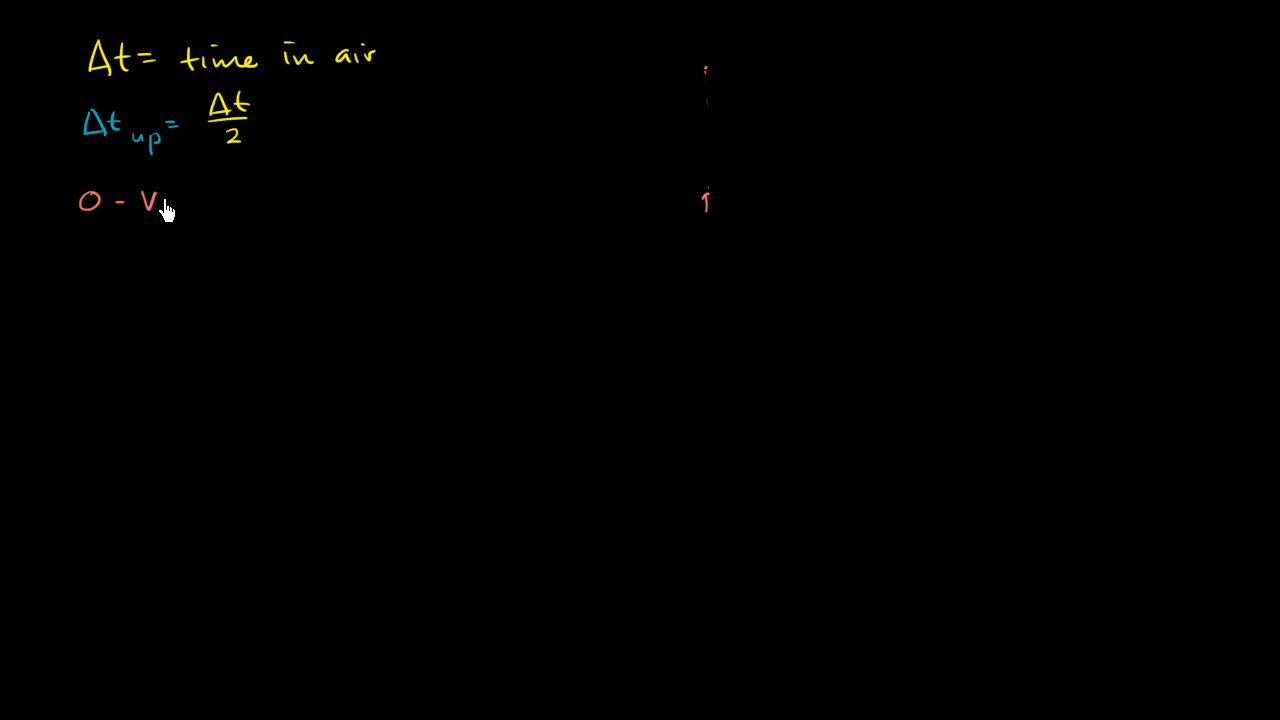 Δt = time in air
Δt up = Δt/2
0 - V